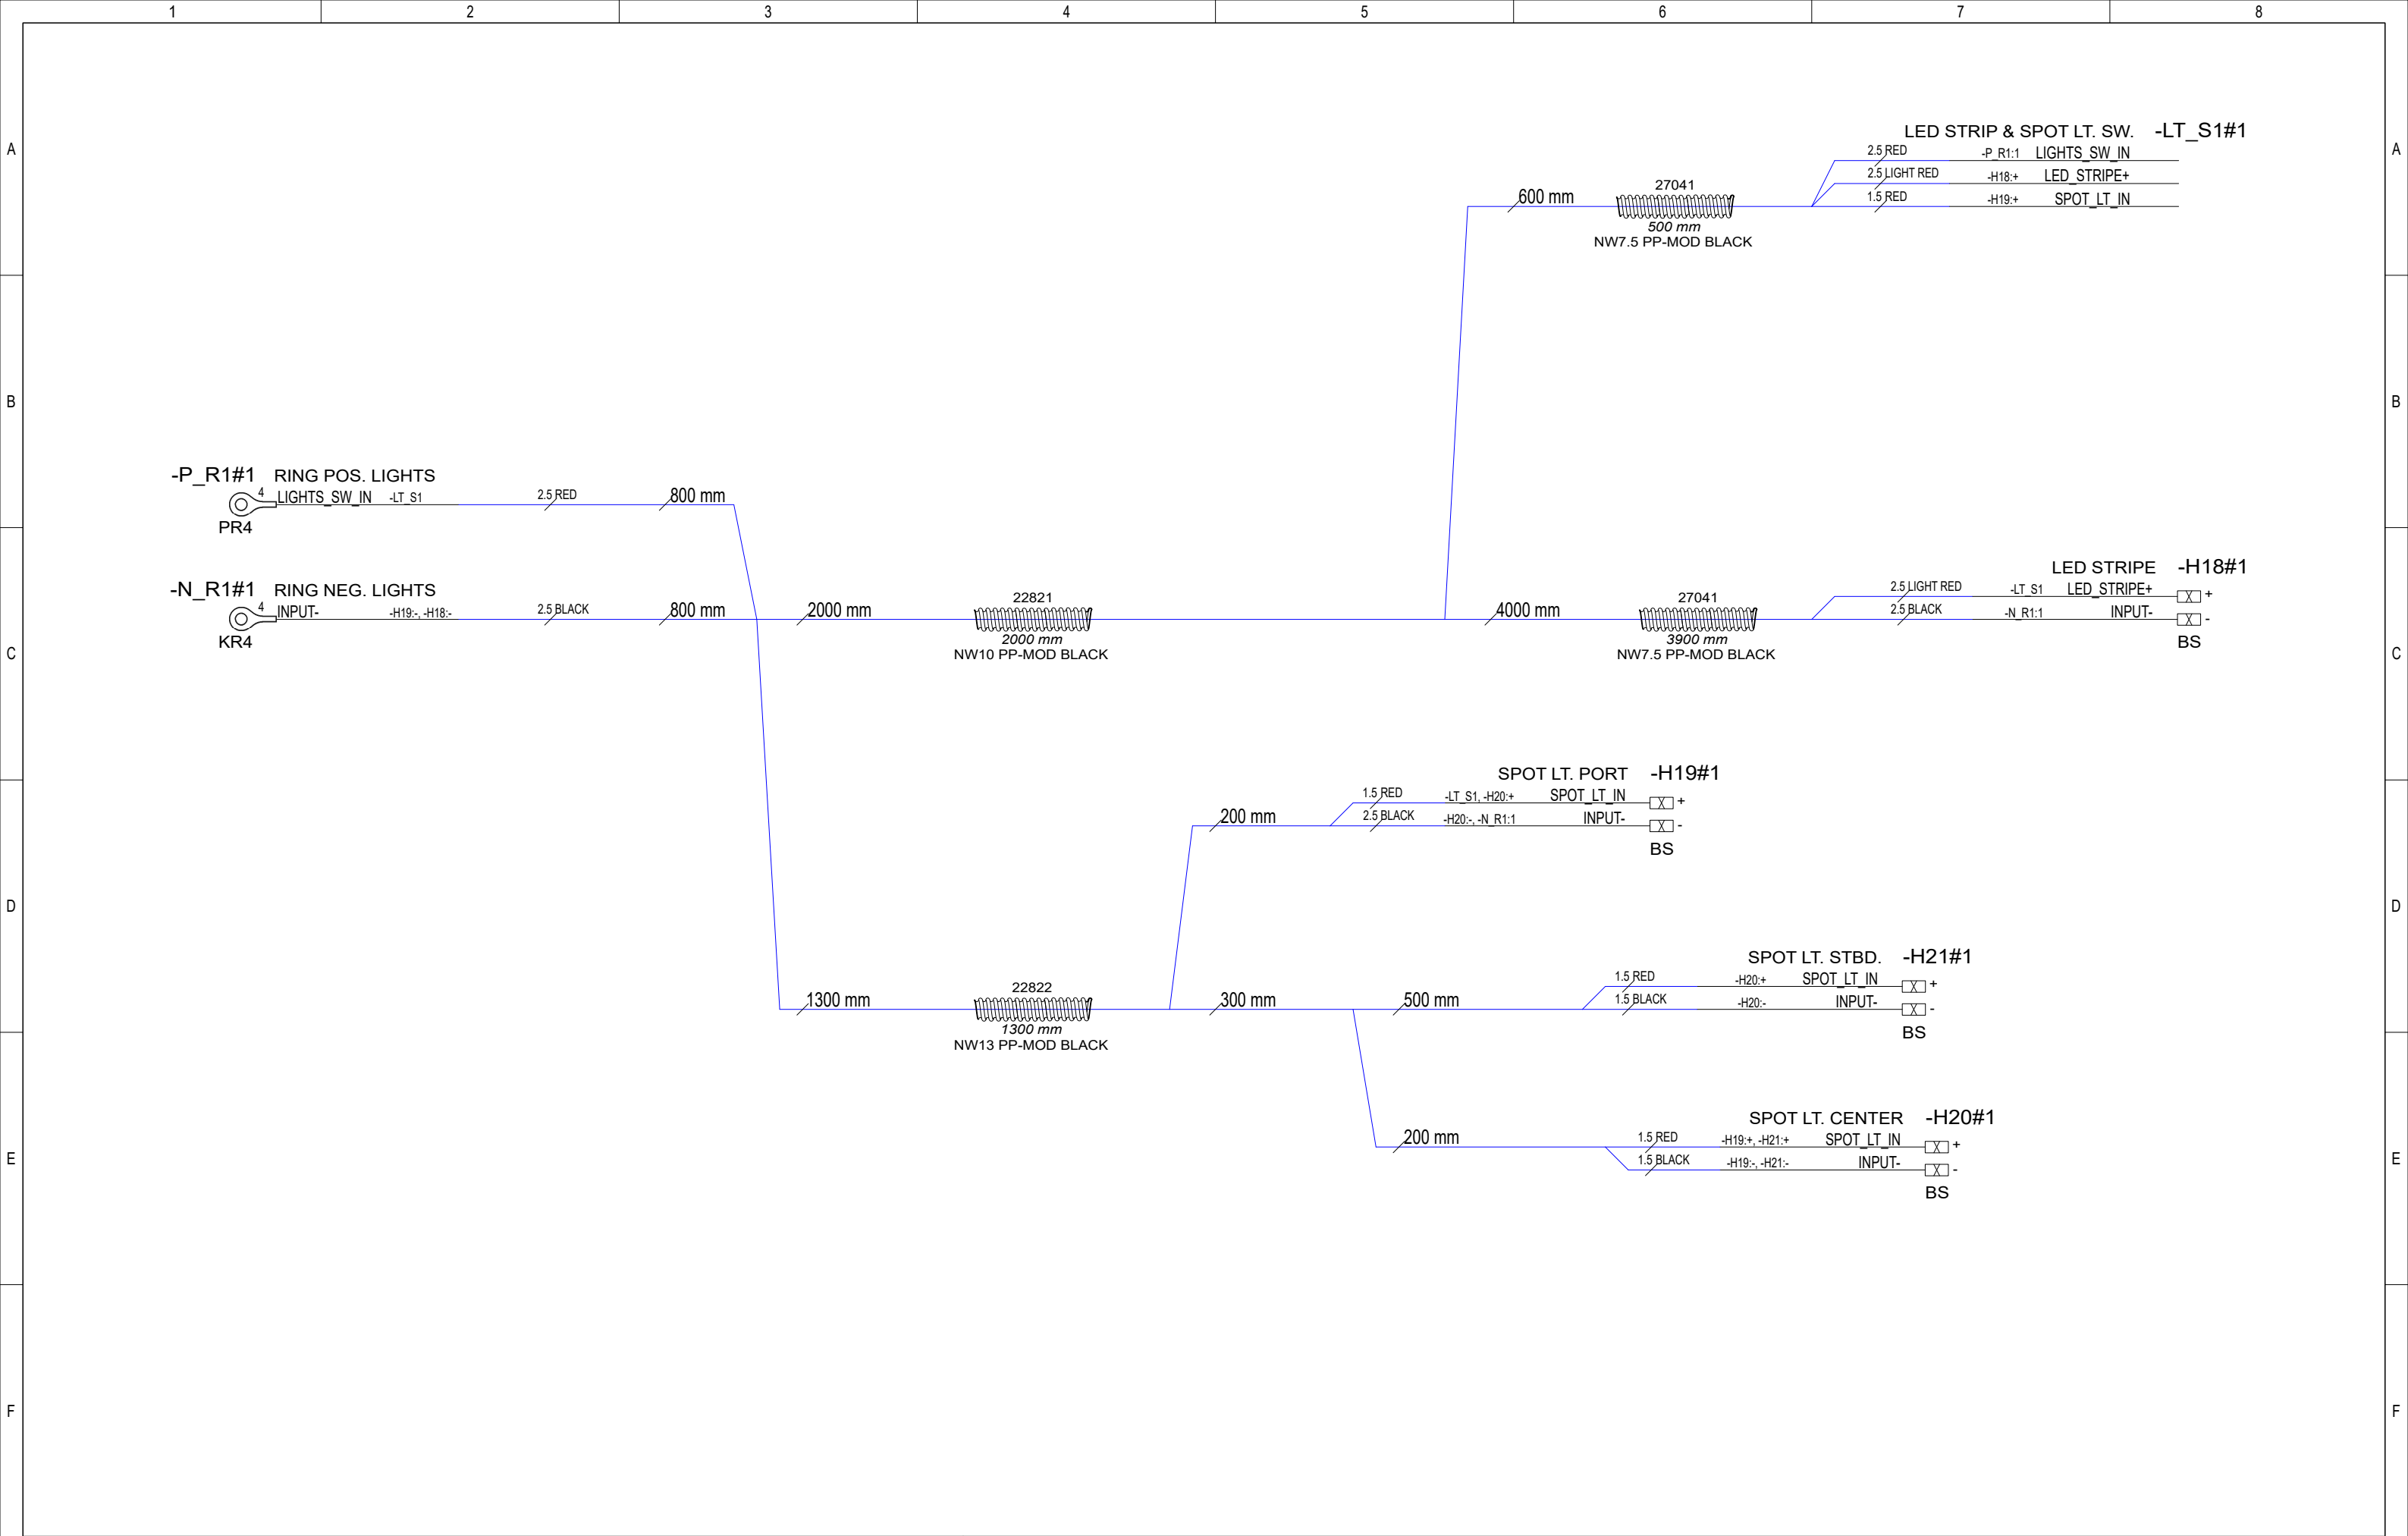 1 2 3 4 5 6 7 8
A A
LED STRIP & SPOT LT. SW. -LT_S1#1
2.5 RED -P_R1:1 LIGHTS_SW_IN
2.5 LIGHT RED -H18:+ LED_STRIPE+
1.5 RED -H19:+ SPOT_LT_IN
600 mm
27041
500 mm
NW7.5 PP-MOD BLACK
B B
-P_R1#1 RING POS. LIGHTS
4 LIGHTS_SW_IN -LT_S1 2.5 RED 800 mm
PR4
-N_R1#1 RING NEG. LIGHTS
4 INPUT- -H19:-, -H18:- 2.5 BLACK 800 mm
KR4
2000 mm
22821
2000 mm
NW10 PP-MOD BLACK
4000 mm
27041
3900 mm
NW7.5 PP-MOD BLACK
LED STRIPE -H18#1
2.5 LIGHT RED -LT_S1 LED_STRIPE+ X +
2.5 BLACK -N_R1:1 INPUT- X -
BS
C C
SPOT LT. PORT -H19#1
200 mm
1.5 RED -LT_S1, -H20:+ SPOT_LT_IN X +
2.5 BLACK -H20:-, -N_R1:1 INPUT- X -
BS
D D
1300 mm
22822
1300 mm
NW13 PP-MOD BLACK
300 mm
500 mm
SPOT LT. STBD. -H21#1
1.5 RED -H20:+ SPOT_LT_IN X +
1.5 BLACK -H20:- INPUT- X -
BS
SPOT LT. CENTER -H20#1
200 mm
1.5 RED -H19:+, -H21:+ SPOT_LT_IN X +
1.5 BLACK -H19:-, -H21:- INPUT- X -
BS
E E
F F